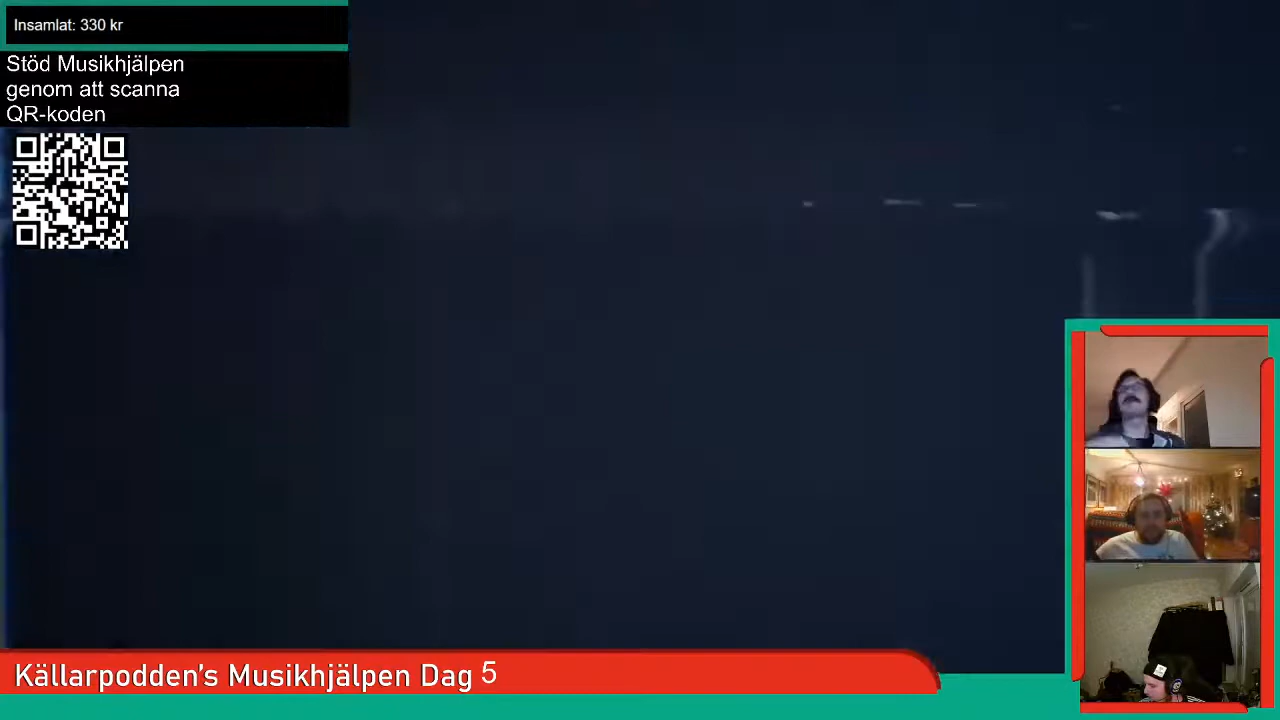 Insamlat: 330 kr
Stöd Musikhjälpen
genom att scanna
QR-koden
Källarpodden's Musikhjälpen Dag 5